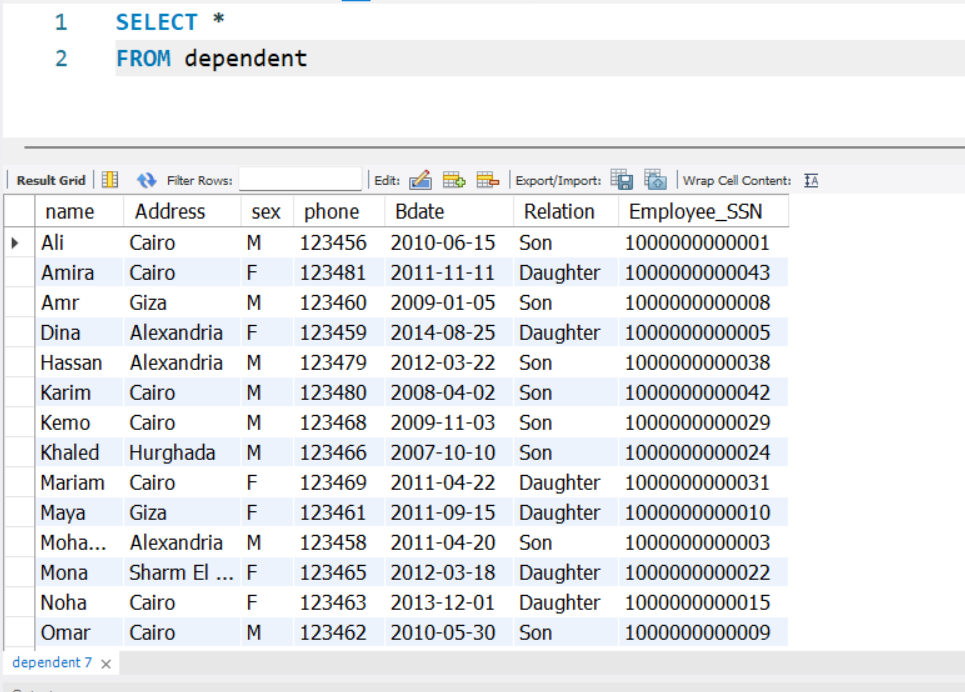 1 SELECT *
2 FROM dependent
Result Grid Filter Rows: Edit: Export/Import: Wrap Cell Content: IA
name Address sex phone Bdate Relation Employee_SSN
Ali Cairo M 123456 2010-06-15 Son 1000000000001
Amira Cairo F 123481 2011-11-11 Daughter 1000000000043
Amr Giza M 123460 2009-01-05 Son 1000000000008
Dina Alexandria F 123459 2014-08-25 Daughter 1000000000005
Hassan Alexandria M 123479 2012-03-22 Son 1000000000038
Karim Cairo M 123480 2008-04-02 Son 1000000000042
Kemo Cairo M 123468 2009-11-03 Son 1000000000029
Khaled Hurghada M 123466 2007-10-10 Son 1000000000024
Mariam Cairo F 123469 2011-04-22 Daughter 1000000000031
Maya Giza F 123461 2011-09-15 Daughter 1000000000010
Moha... Alexandria M 123458 2011-04-20 Son 1000000000003
Mona Sharm El ... F 123465 2012-03-18 Daughter 1000000000022
Noha Cairo F 123463 2013-12-01 Daughter 1000000000015
Omar Cairo M 123462 2010-05-30 Son 1000000000009
dependent 7